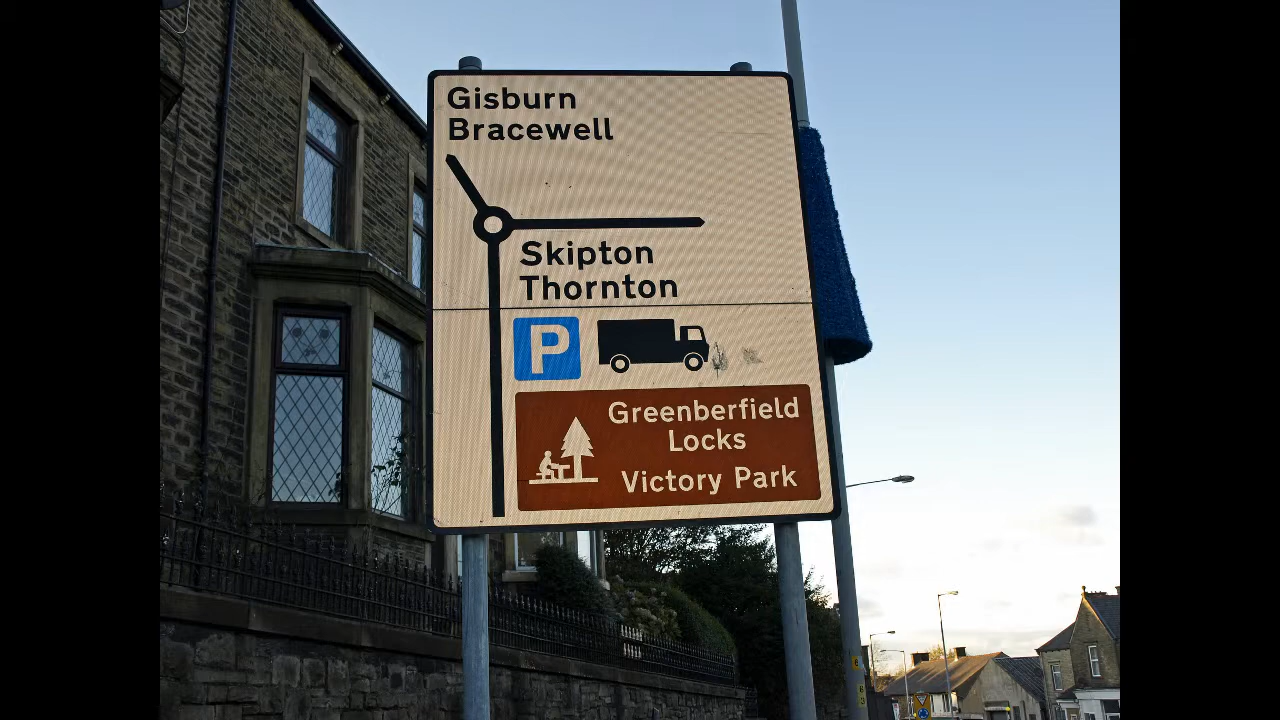 Gisburn
Bracewell
Skipton
Thornton
P
Greenberfield
Locks
Victory Park